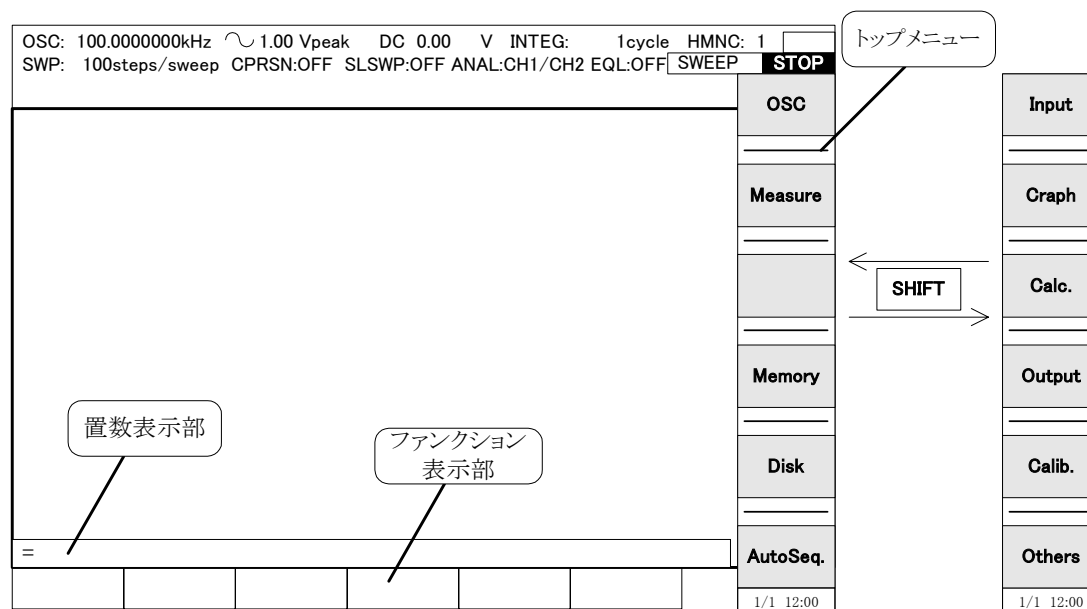 OSC: 100.0000000kHz 1.00 Vpeak DC 0.00 V INTEG: 1cycle HMNC: 1
SWP: 100steps/sweep CPRSN:OFF SLSWP:OFF ANAL:CH1/CH2 EQL:OFF SWEEP STOP
トップメニュー
OSC
Measure
Memory
Disk
AutoSeq.
1/1 12:00
SHIFT
Input
Craph
Calc.
Output
Calib.
Others
1/1 12:00
置数表示部
ファンクション
表示部
=